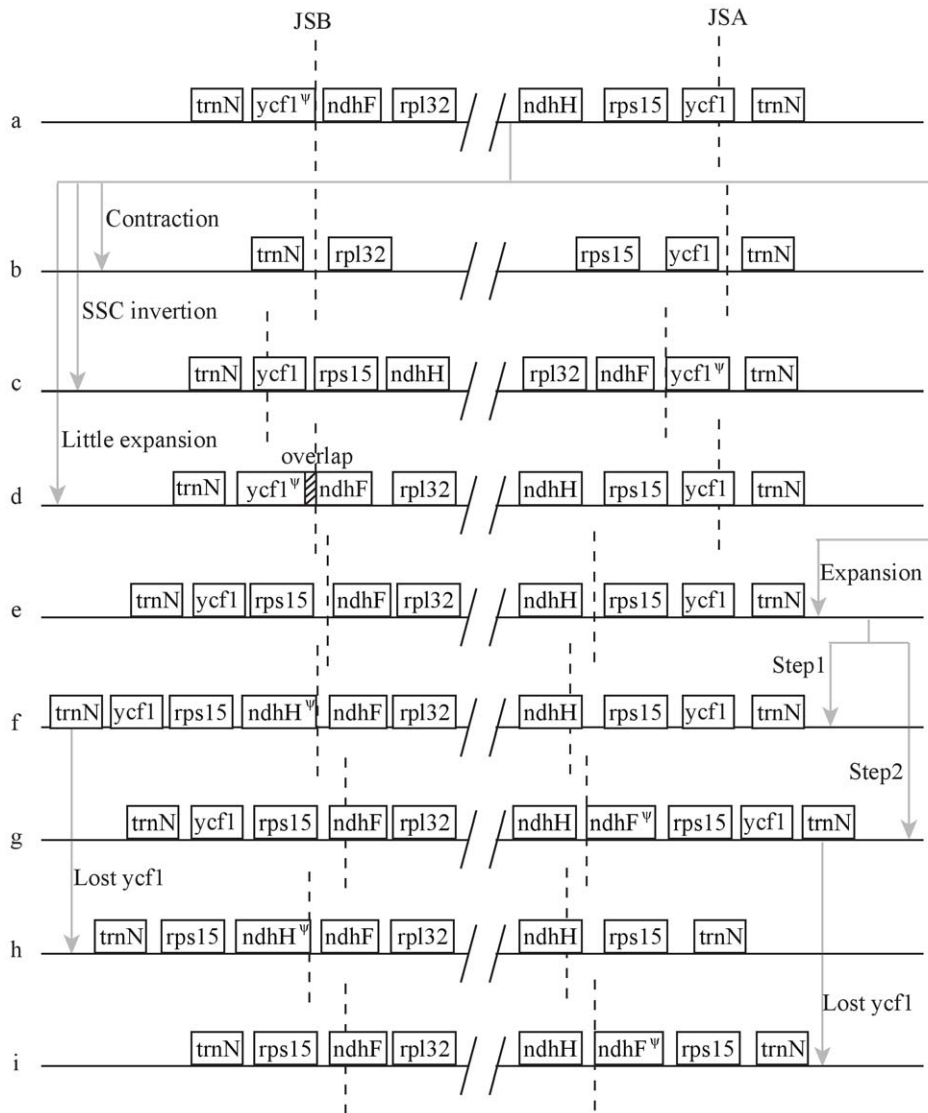 JSB JSA
a trnN ycf1ψ ndhF rpl32 ndhH rps15 ycf1 trnN
Contraction
b trnN rpl32 rps15 ycf1 trnN
SSC invertion
c trnN ycf1 rps15 ndhH rpl32 ndhF ycf1ψ trnN
Little expansion
overlap
d trnN ycf1ψ ndhF rpl32 ndhH rps15 ycf1 trnN
Expansion
e trnN ycf1 rps15 ndhF rpl32 ndhH rps15 ycf1 trnN
Step1
f trnN ycf1 rps15 ndhHψ ndhF rpl32 ndhH rps15 ycf1 trnN
Step2
g trnN ycf1 rps15 ndhF rpl32 ndhH ndhFψ rps15 ycf1 trnN
Lost ycf1
h trnN rps15 ndhHψ ndhF rpl32 ndhH rps15 trnN
Lost ycf1
i trnN rps15 ndhF rpl32 ndhH ndhFψ rps15 trnN